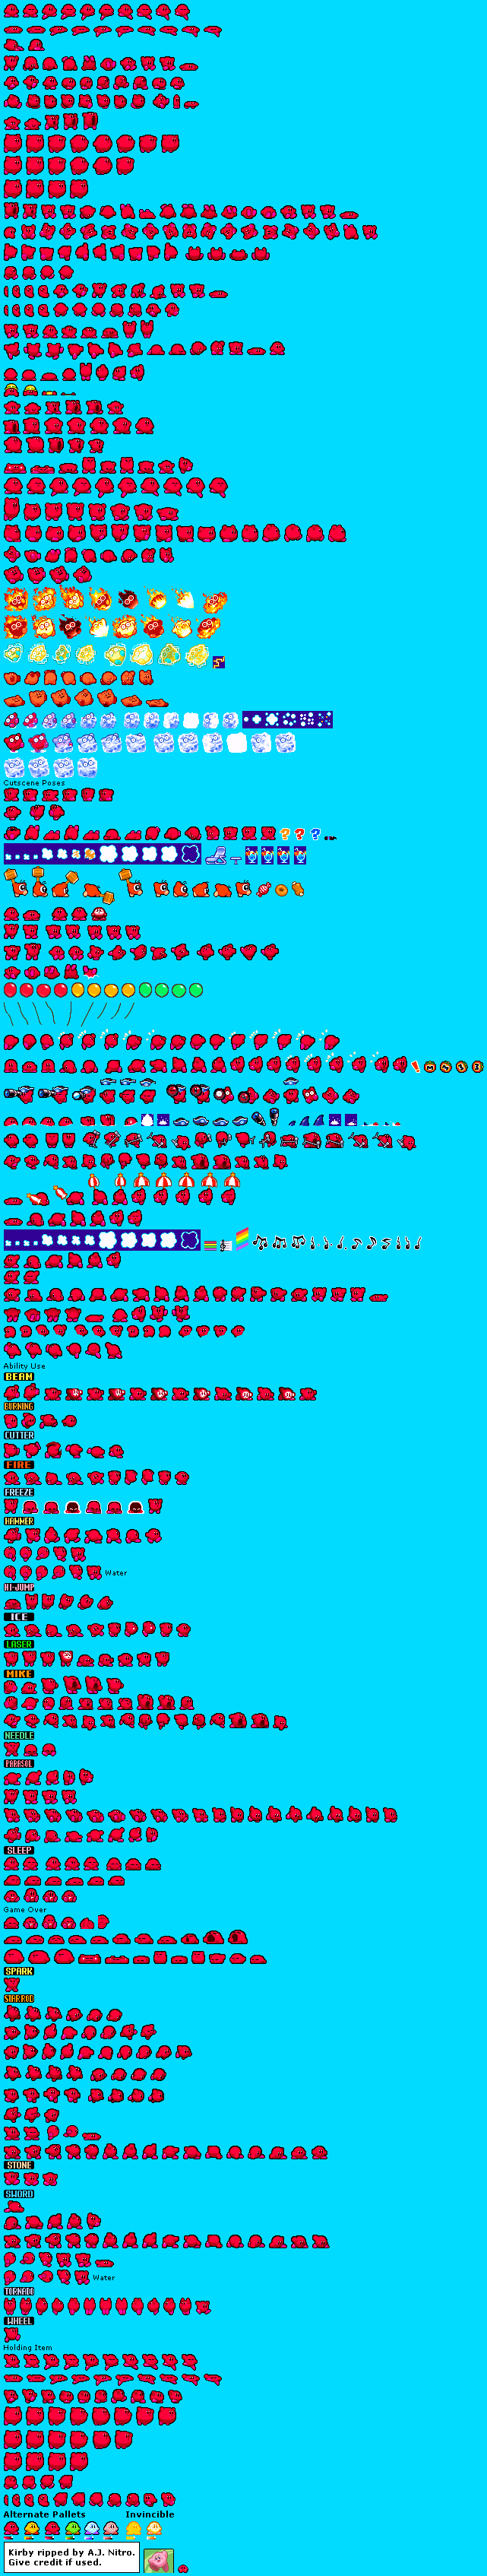 Cutscene Poses
Ability Use
BEAM
BURNING
CUTTER
FIRE
FREEZE
HAMMER
Water
HI-JUMP
ICE
LASER
MIKE
NEEDLE
PARASOL
SLEEP
Game Over
SPARK
STAR ROD
STONE
SWORD
Water
TORNADO
WHEEL
Holding Item
Alternate Pallets Invincible
Kirby ripped by A.J. Nitro.
Give credit if used.